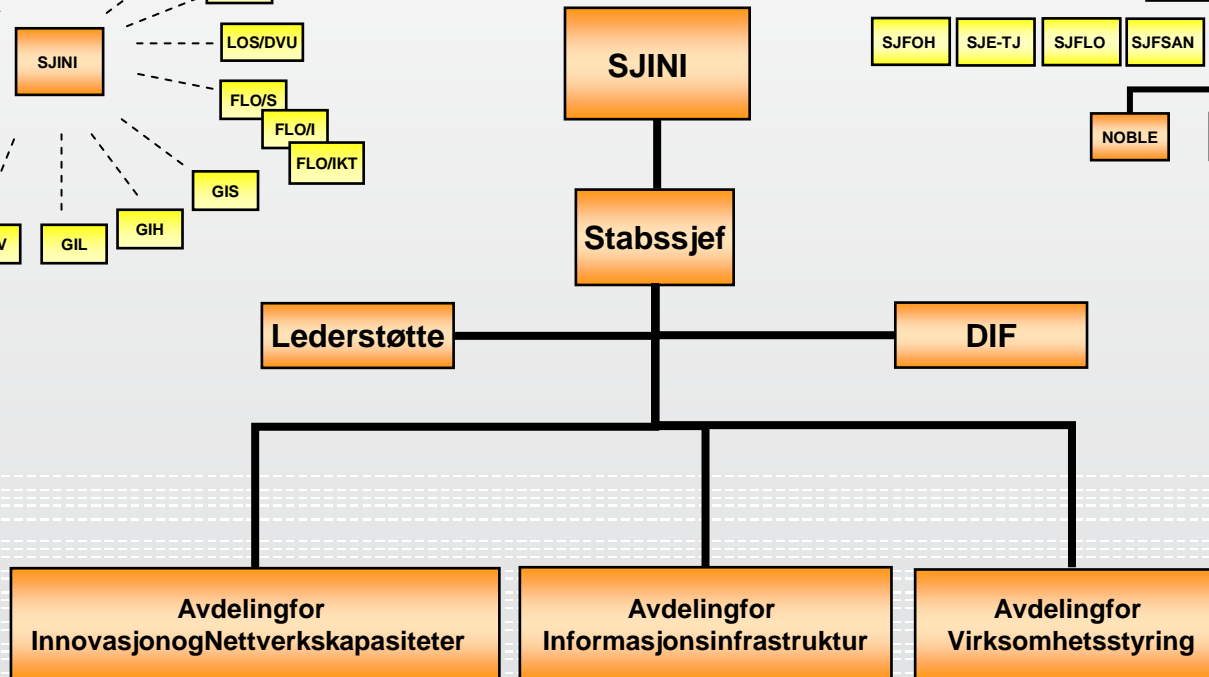 SJINI
LOS/DVU
FLO/S
FLO/I
FLO/IKT
GIS
GIH
GIL
V
SJINI
Stabssjef
Lederstøtte
DIF
SJFOH
SJE-TJ
SJFLO
SJFSAN
NOBLE
Avdelingfor
InnovasjonogNettverkskapasiteter
Avdelingfor
Informasjonsinfrastruktur
Avdelingfor
Virksomhetsstyring